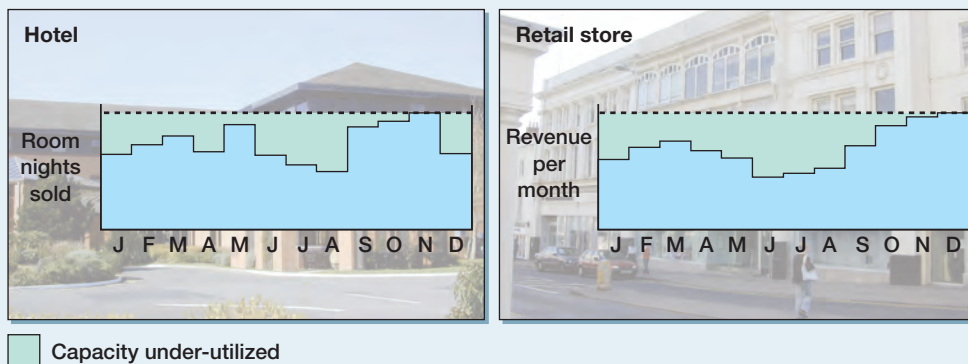 Hotel
Room
nights
sold
J F M A M J J A S O N D
Retail store
Revenue
per
month
J F M A M J J A S O N D
Capacity under-utilized